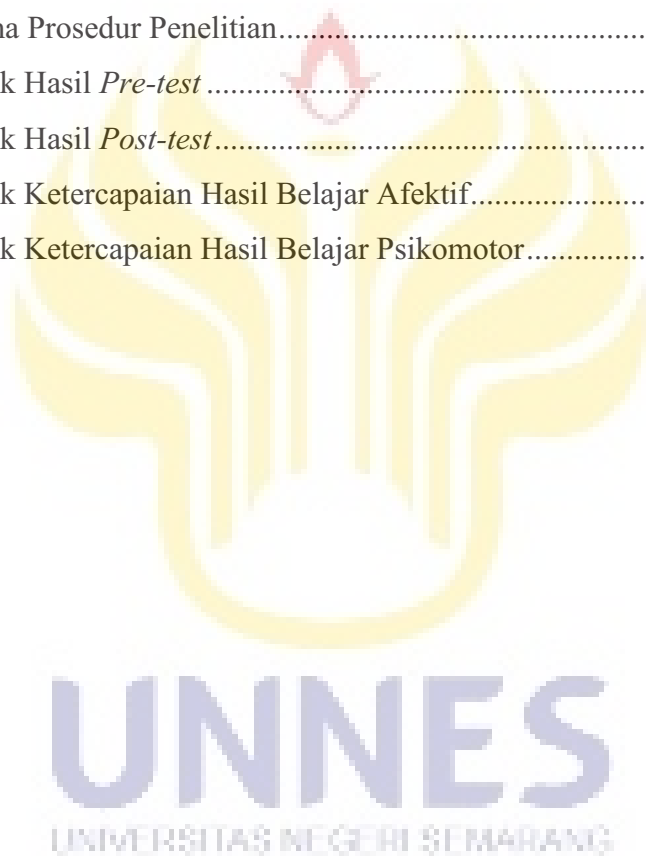 na Prosedur Penelitian.............................................
k Hasil Pre-test.......................................................
k Hasil Post-test......................................................
k Ketercapaian Hasil Belajar Afektif......................
k Ketercapaian Hasil Belajar Psikomotor...............
UNNES
UNIVERSITAS NEGERI SEMARANG